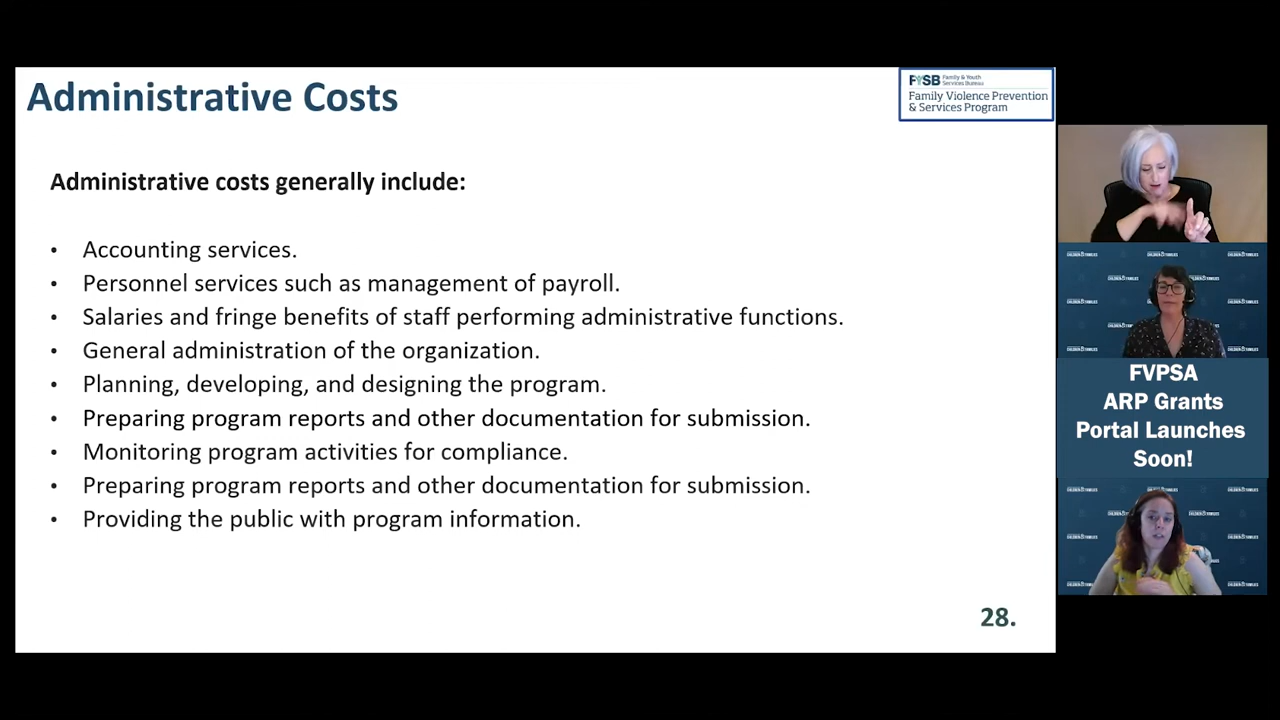 Administrative Costs
FYSB Family & Youth
Services Bureau
Family Violence Prevention
& Services Program
Administrative costs generally include:
• Accounting services.
• Personnel services such as management of payroll.
• Salaries and fringe benefits of staff performing administrative functions.
• General administration of the organization.
• Planning, developing, and designing the program.
• Preparing program reports and other documentation for submission.
• Monitoring program activities for compliance.
• Preparing program reports and other documentation for submission.
• Providing the public with program information.
28.
FVPSA
ARP Grants
Portal Launches
Soon!